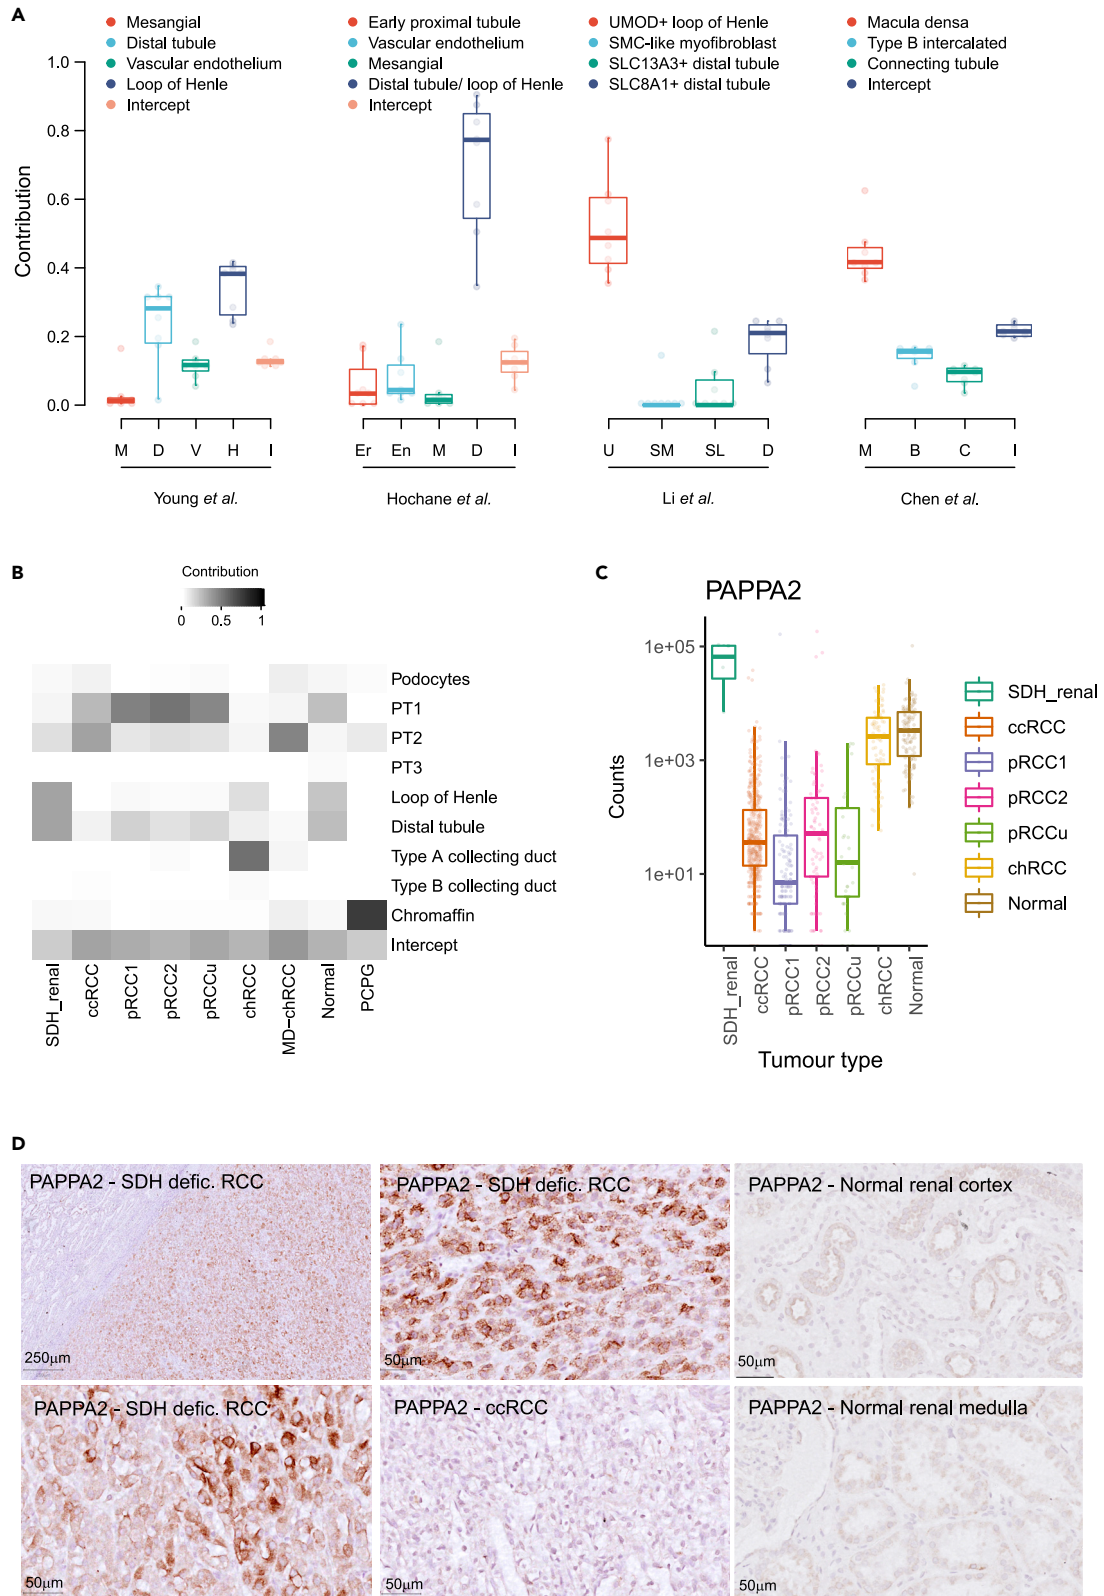 A
Mesangial
Distal tubule
Vascular endothelium
Loop of Henle
Intercept
Early proximal tubule
Vascular endothelium
Mesangial
Distal tubule/ loop of Henle
Intercept
UMOD+ loop of Henle
SMC-like myofibroblast
SLC13A3+ distal tubule
SLC8A1+ distal tubule
Macula densa
Type B intercalated
Connecting tubule
Intercept
Contribution
1.0
0.8
0.6
0.4
0.2
0.0
M D V H I
Er En M D I
U SM SL D
M B C I
Young et al.
Hochane et al.
Li et al.
Chen et al.
B
Contribution
0 0.5 1
Podocytes
PT1
PT2
PT3
Loop of Henle
Distal tubule
Type A collecting duct
Type B collecting duct
Chromaffin
Intercept
SDH_renal
ccRCC
pRCC1
pRCC2
pRCCu
chRCC
MD−chRCC
Normal
PCPG
C
PAPPA2
Counts
1e+05
1e+03
1e+01
SDH_renal
ccRCC
pRCC1
pRCC2
pRCCu
chRCC
Normal
Tumour type
SDH_renal
ccRCC
pRCC1
pRCC2
pRCCu
chRCC
Normal
D
PAPPA2 - SDH defic. RCC
250μm
PAPPA2 - SDH defic. RCC
50μm
PAPPA2 - Normal renal cortex
50μm
PAPPA2 - SDH defic. RCC
50μm
PAPPA2 - ccRCC
50μm
PAPPA2 - Normal renal medulla
50μm